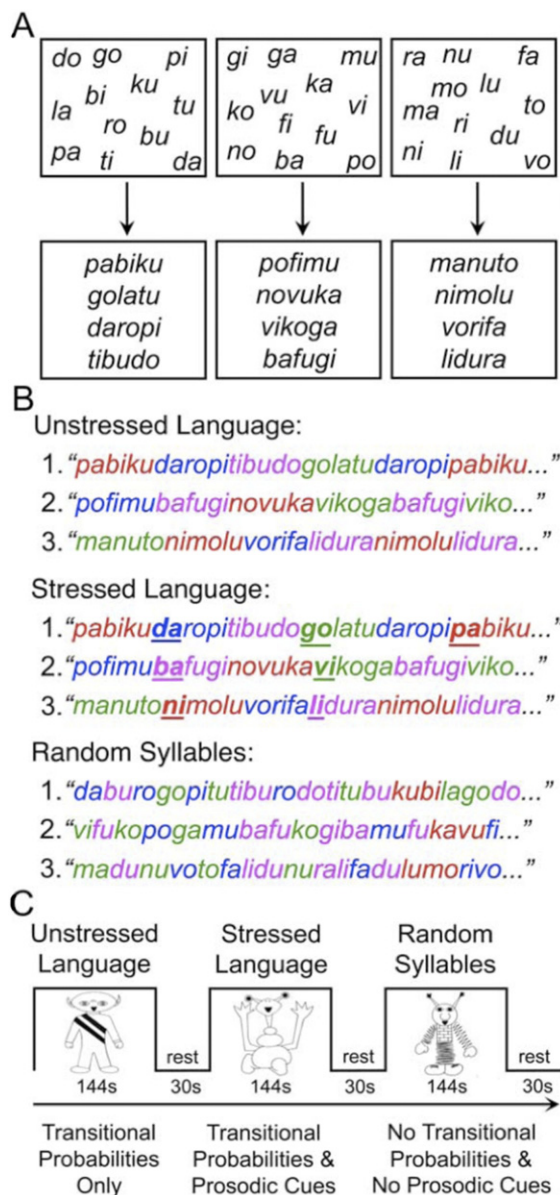 A
do go pi
la bi ku tu
ro bu
pa ti da
gi ga mu
ko vu ka vi
fi fu
no ba po
ra nu fa
mo lu
ma ri to
du
ni li vo
pabiku
golatu
daropi
tibudo
pofimu
novuka
vikoga
bafugi
manuto
nimolu
vorifa
lidura
B
Unstressed Language:
1. “pabikudaropitibudogolatudaropipabiku...”
2. “pofimubafuginovukavikogabafugiviko...”
3. “manutonimoluvorifaliduranimolulidura...”
Stressed Language:
1. “pabikudaropitibudogolatudaropipabiku...”
2. “pofimubafuginovukavikogabafugiviko...”
3. “manutonimoluvorifaliduranimolulidura...”
Random Syllables:
1. “daburogopitutiburodotitubukubilagodo...”
2. “vifukopogamubafukogibamufukavufi...”
3. “madunuvotofalidunuralifadulumorivo...”
C
Unstressed Language
Stressed Language
Random Syllables
rest
rest
rest
144s 30s 144s 30s 144s 30s
Transitional Probabilities Only
Transitional Probabilities & Prosodic Cues
No Transitional Probabilities & No Prosodic Cues